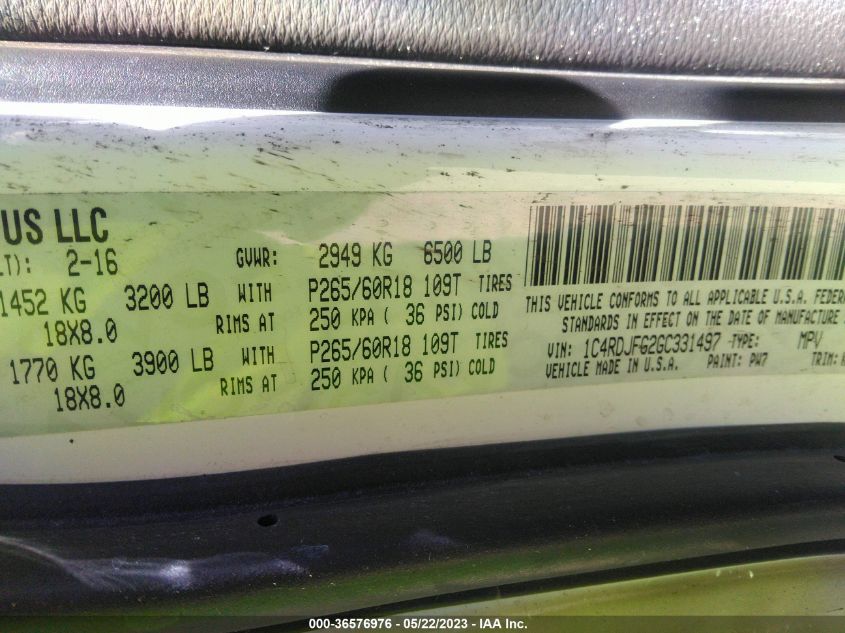 US LLC
LT): 2-16 GVWR: 2949 KG 6500 LB
1452 KG 3200 LB WITH P265/60R18 109T TIRES
18X8.0 RIMS AT 250 KPA ( 36 PSI) COLD
1770 KG 3900 LB WITH P265/60R18 109T TIRES
18X8.0 RIMS AT 250 KPA ( 36 PSI) COLD
THIS VEHICLE CONFORMS TO ALL APPLICABLE U.S.A. FEDER
STANDARDS IN EFFECT ON THE DATE OF MANUFACTURE
VIN: 1C4RDJFG2GC331497 TYPE: MPV
VEHICLE MADE IN U.S.A. PAINT: PW7 TRIM:
000-36576976 - 05/22/2023 - IAA Inc.